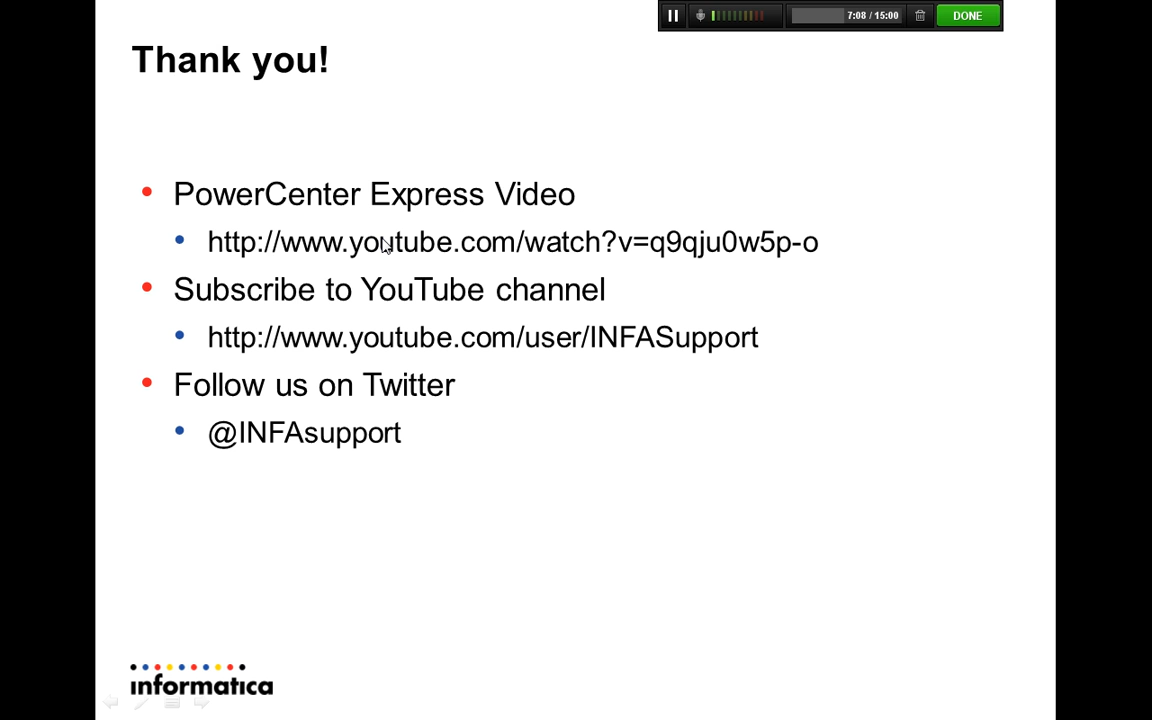 7:08 / 15:00
DONE
Thank you!
• PowerCenter Express Video
• http://www.youtube.com/watch?v=q9qju0w5p-o
• Subscribe to YouTube channel
• http://www.youtube.com/user/INFASupport
• Follow us on Twitter
• @INFAsupport
informatica